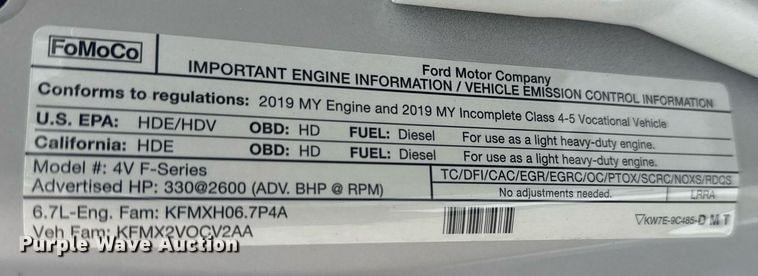 FoMoCo
Ford Motor Company
IMPORTANT ENGINE INFORMATION / VEHICLE EMISSION CONTROL INFORMATION
Conforms to regulations: 2019 MY Engine and 2019 MY Incomplete Class 4-5 Vocational Vehicle
U.S. EPA: HDE/HDV OBD: HD FUEL: Diesel For use as a light heavy-duty engine.
California: HDE OBD: HD FUEL: Diesel For use as a light heavy-duty engine.
Model #: 4V F-Series
Advertised HP: 330@2600 (ADV. BHP @ RPM)
TC/DFI/CAC/EGR/EGRC/OC/PTOX/SCRC/NOXS/RDQS
No adjustments needed. LRRA
6.7L-Eng. Fam: KFMXH06.7P4A
Veh Fam: KFMX2VOCV2AA
KW7E-9C485-DMT
Purple Wave Auction